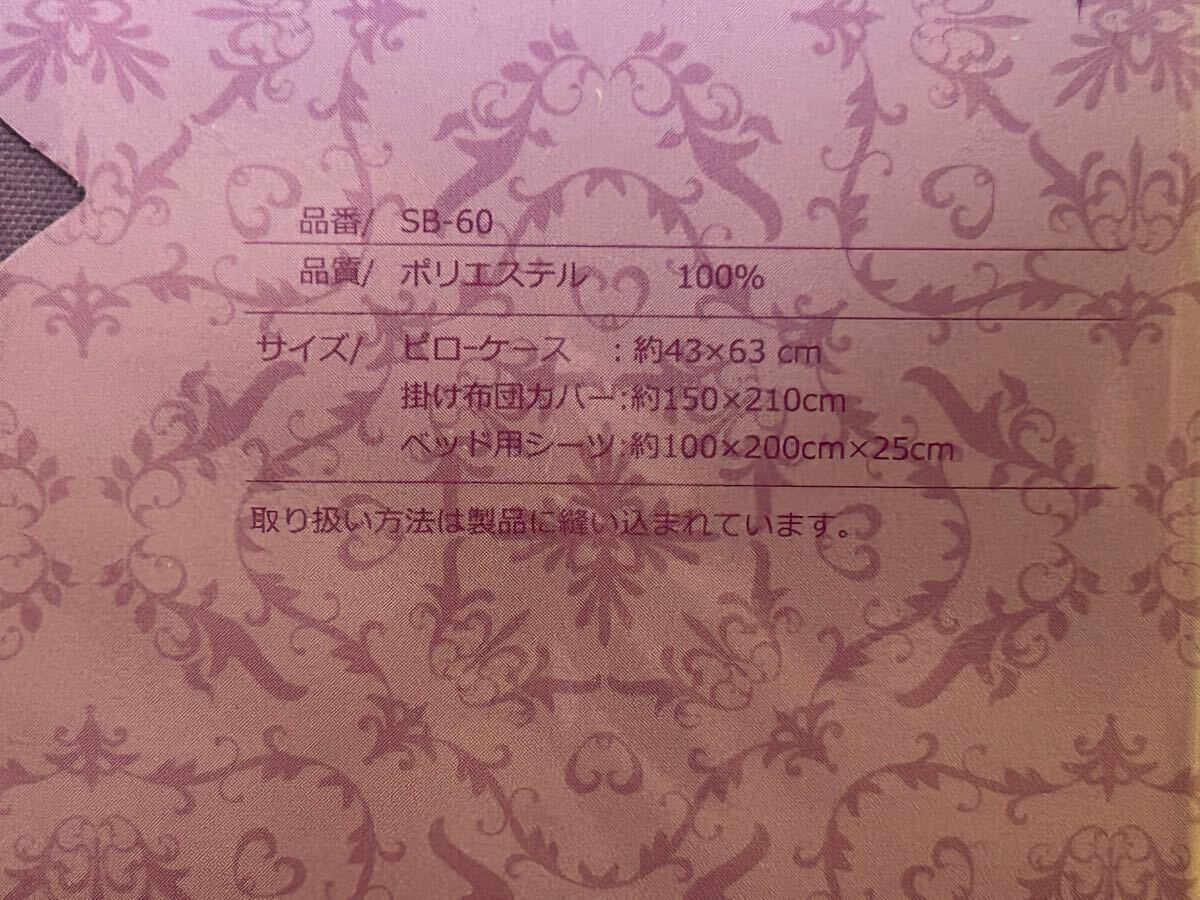 品番/ SB-60
品質/ ポリエステル 100%
サイズ/ ピローケース :約43×63 cm
掛け布団カバー:約150×210cm
ベッド用シーツ:約100×200cm×25cm
取り扱い方法は製品に縫い込まれています。